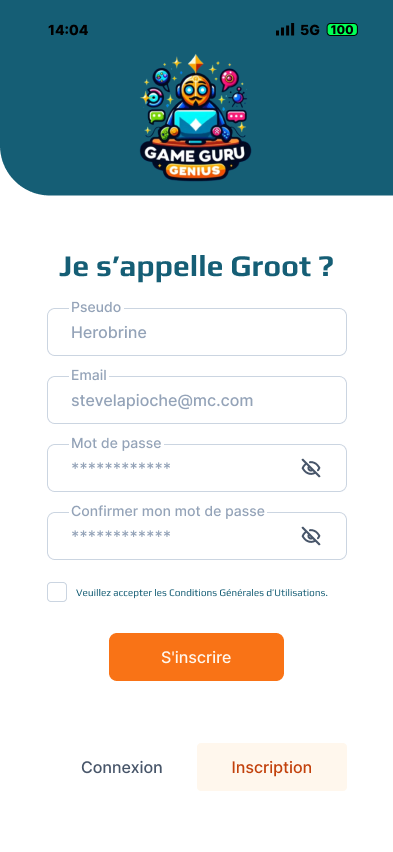 14:04
5G 100
GAME GURU
GENIUS
Je s’appelle Groot ?
Pseudo
Herobrine
Email
stevelapioche@mc.com
Mot de passe
************
Confirmer mon mot de passe
************
Veuillez accepter les Conditions Générales d'Utilisations.
S'inscrire
Connexion
Inscription